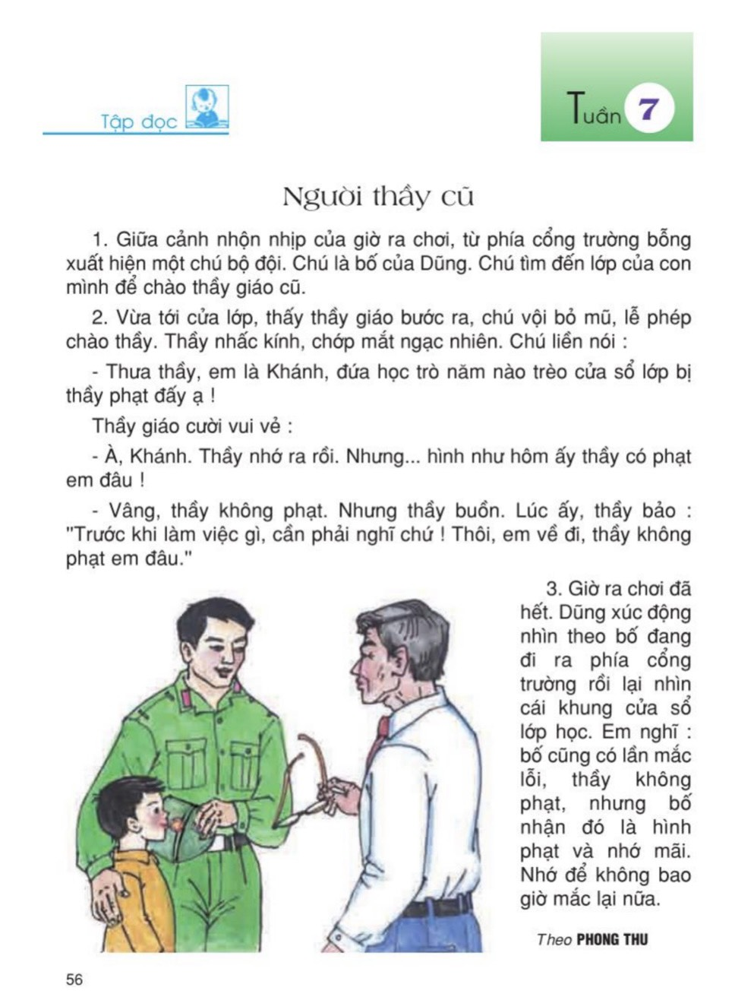 Tập đọc
Tuần 7
Người thầy cũ
1. Giữa cảnh nhộn nhịp của giờ ra chơi, từ phía cổng trường bỗng
xuất hiện một chú bộ đội. Chú là bố của Dũng. Chú tìm đến lớp của con
mình để chào thầy giáo cũ.
2. Vừa tới cửa lớp, thấy thầy giáo bước ra, chú vội bỏ mũ, lễ phép
chào thầy. Thầy nhấc kính, chớp mắt ngạc nhiên. Chú liền nói :
- Thưa thầy, em là Khánh, đứa học trò năm nào trèo cửa sổ lớp bị
thầy phạt đấy ạ !
Thầy giáo cười vui vẻ :
- À, Khánh. Thầy nhớ ra rồi. Nhưng... hình như hôm ấy thầy có phạt
em đâu !
- Vâng, thầy không phạt. Nhưng thầy buồn. Lúc ấy, thầy bảo :
"Trước khi làm việc gì, cần phải nghĩ chứ ! Thôi, em về đi, thầy không
phạt em đâu."
3. Giờ ra chơi đã
hết. Dũng xúc động
nhìn theo bố đang
đi ra phía cổng
trường rồi lại nhìn
cái khung cửa sổ
lớp học. Em nghĩ :
bố cũng có lần mắc
lỗi, thầy không
phạt, nhưng bố
nhận đó là hình
phạt và nhớ mãi.
Nhớ để không bao
giờ mắc lại nữa.
Theo PHONG THU
56